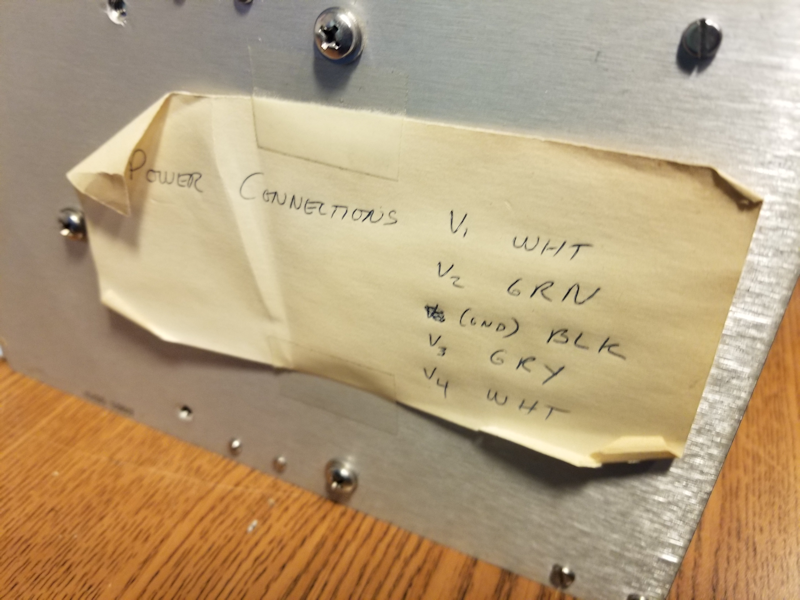 POWER CONNECTIONS V1 WHT
V2 GRN
(GND) BLK
V3 GRY
V4 WHT